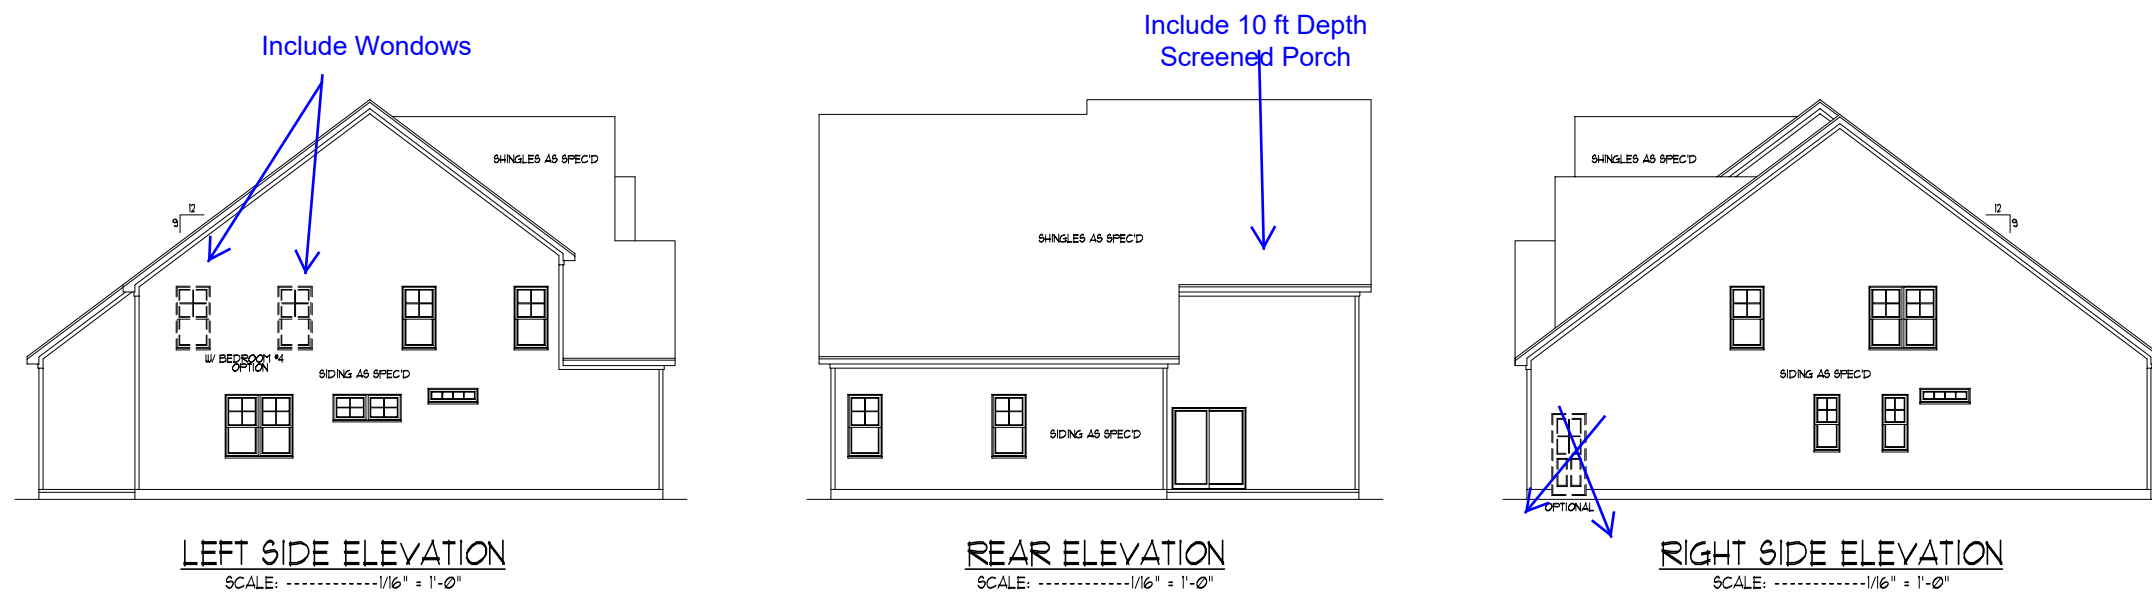 Include Wondows
Include 10 ft Depth
Screened Porch
SHINGLES AS SPEC'D
12
9
W/ BEDROOM #4
OPTION
SIDING AS SPEC'D
LEFT SIDE ELEVATION
SCALE: ------------1/16" = 1'-0"
SHINGLES AS SPEC'D
SIDING AS SPEC'D
REAR ELEVATION
SCALE: ------------1/16" = 1'-0"
SHINGLES AS SPEC'D
12
9
SIDING AS SPEC'D
OPTIONAL
RIGHT SIDE ELEVATION
SCALE: ------------1/16" = 1'-0"